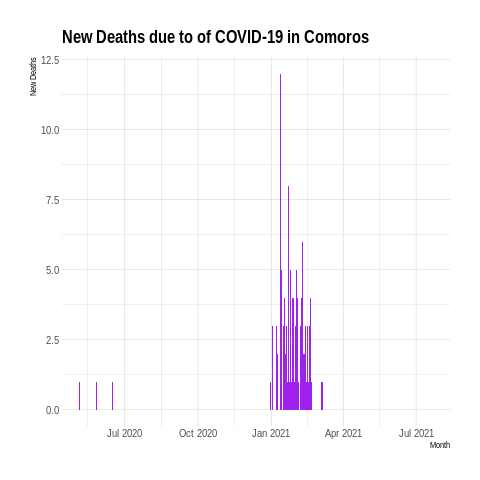 New Deaths due to of COVID-19 in Comoros
New Deaths
12.5
10.0
7.5
5.0
2.5
0.0
Jul 2020 Oct 2020 Jan 2021 Apr 2021 Jul 2021
Month